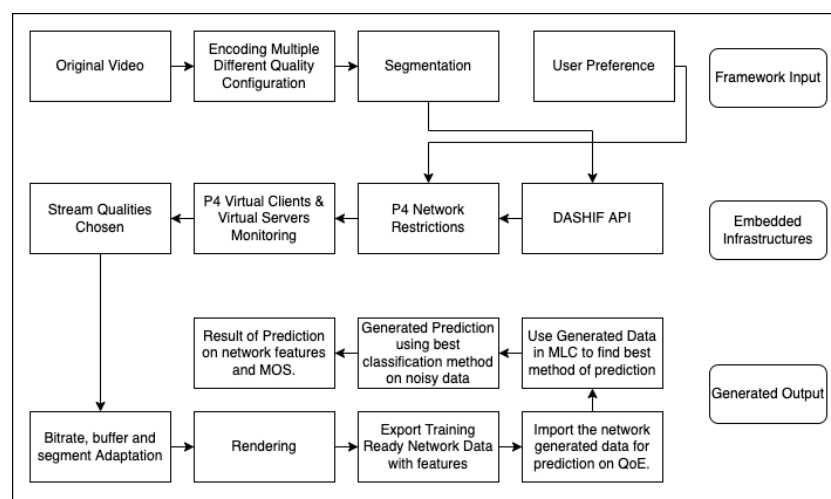 Original Video
Encoding Multiple
Different Quality
Configuration
Segmentation
User Preference
Framework Input
Stream Qualities
Chosen
P4 Virtual Clients &
Virtual Servers
Monitoring
P4 Network
Restrictions
DASHIF API
Embedded
Infrastructures
Result of Prediction
on network features
and MOS.
Generated Prediction
using best
classification method
on noisy data
Use Generated Data
in MLC to find best
method of prediction
Generated Output
Bitrate, buffer and
segment Adaptation
Rendering
Export Training
Ready Network Data
with features
Import the network
generated data for
prediction on QoE.